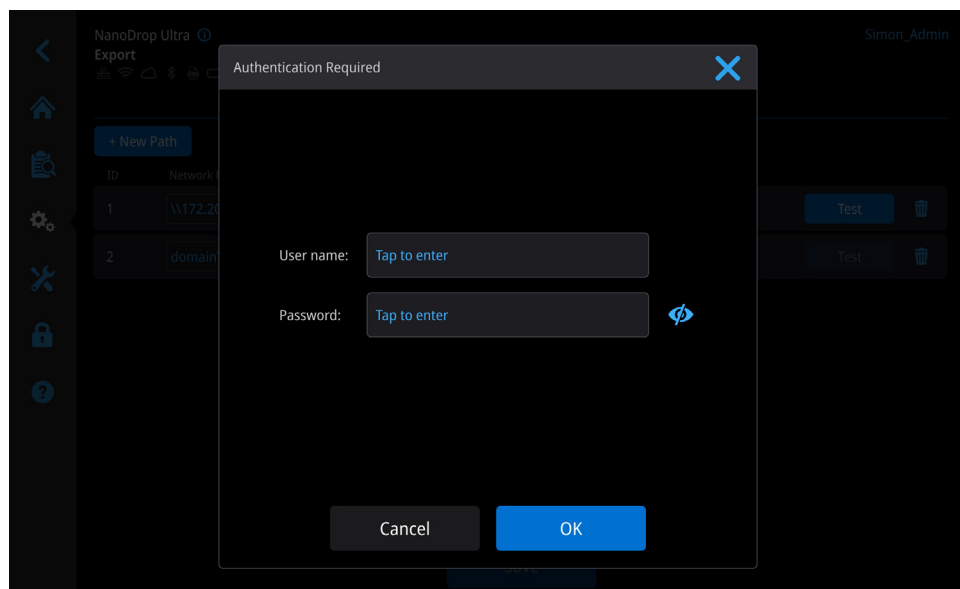 NanoDrop Ultra
Simon_Admin
Export
Authentication Required
+ New Path
ID Network
1 \\172.20 Test
2 domain Test
User name: Tap to enter
Password: Tap to enter
?
Cancel OK
Save